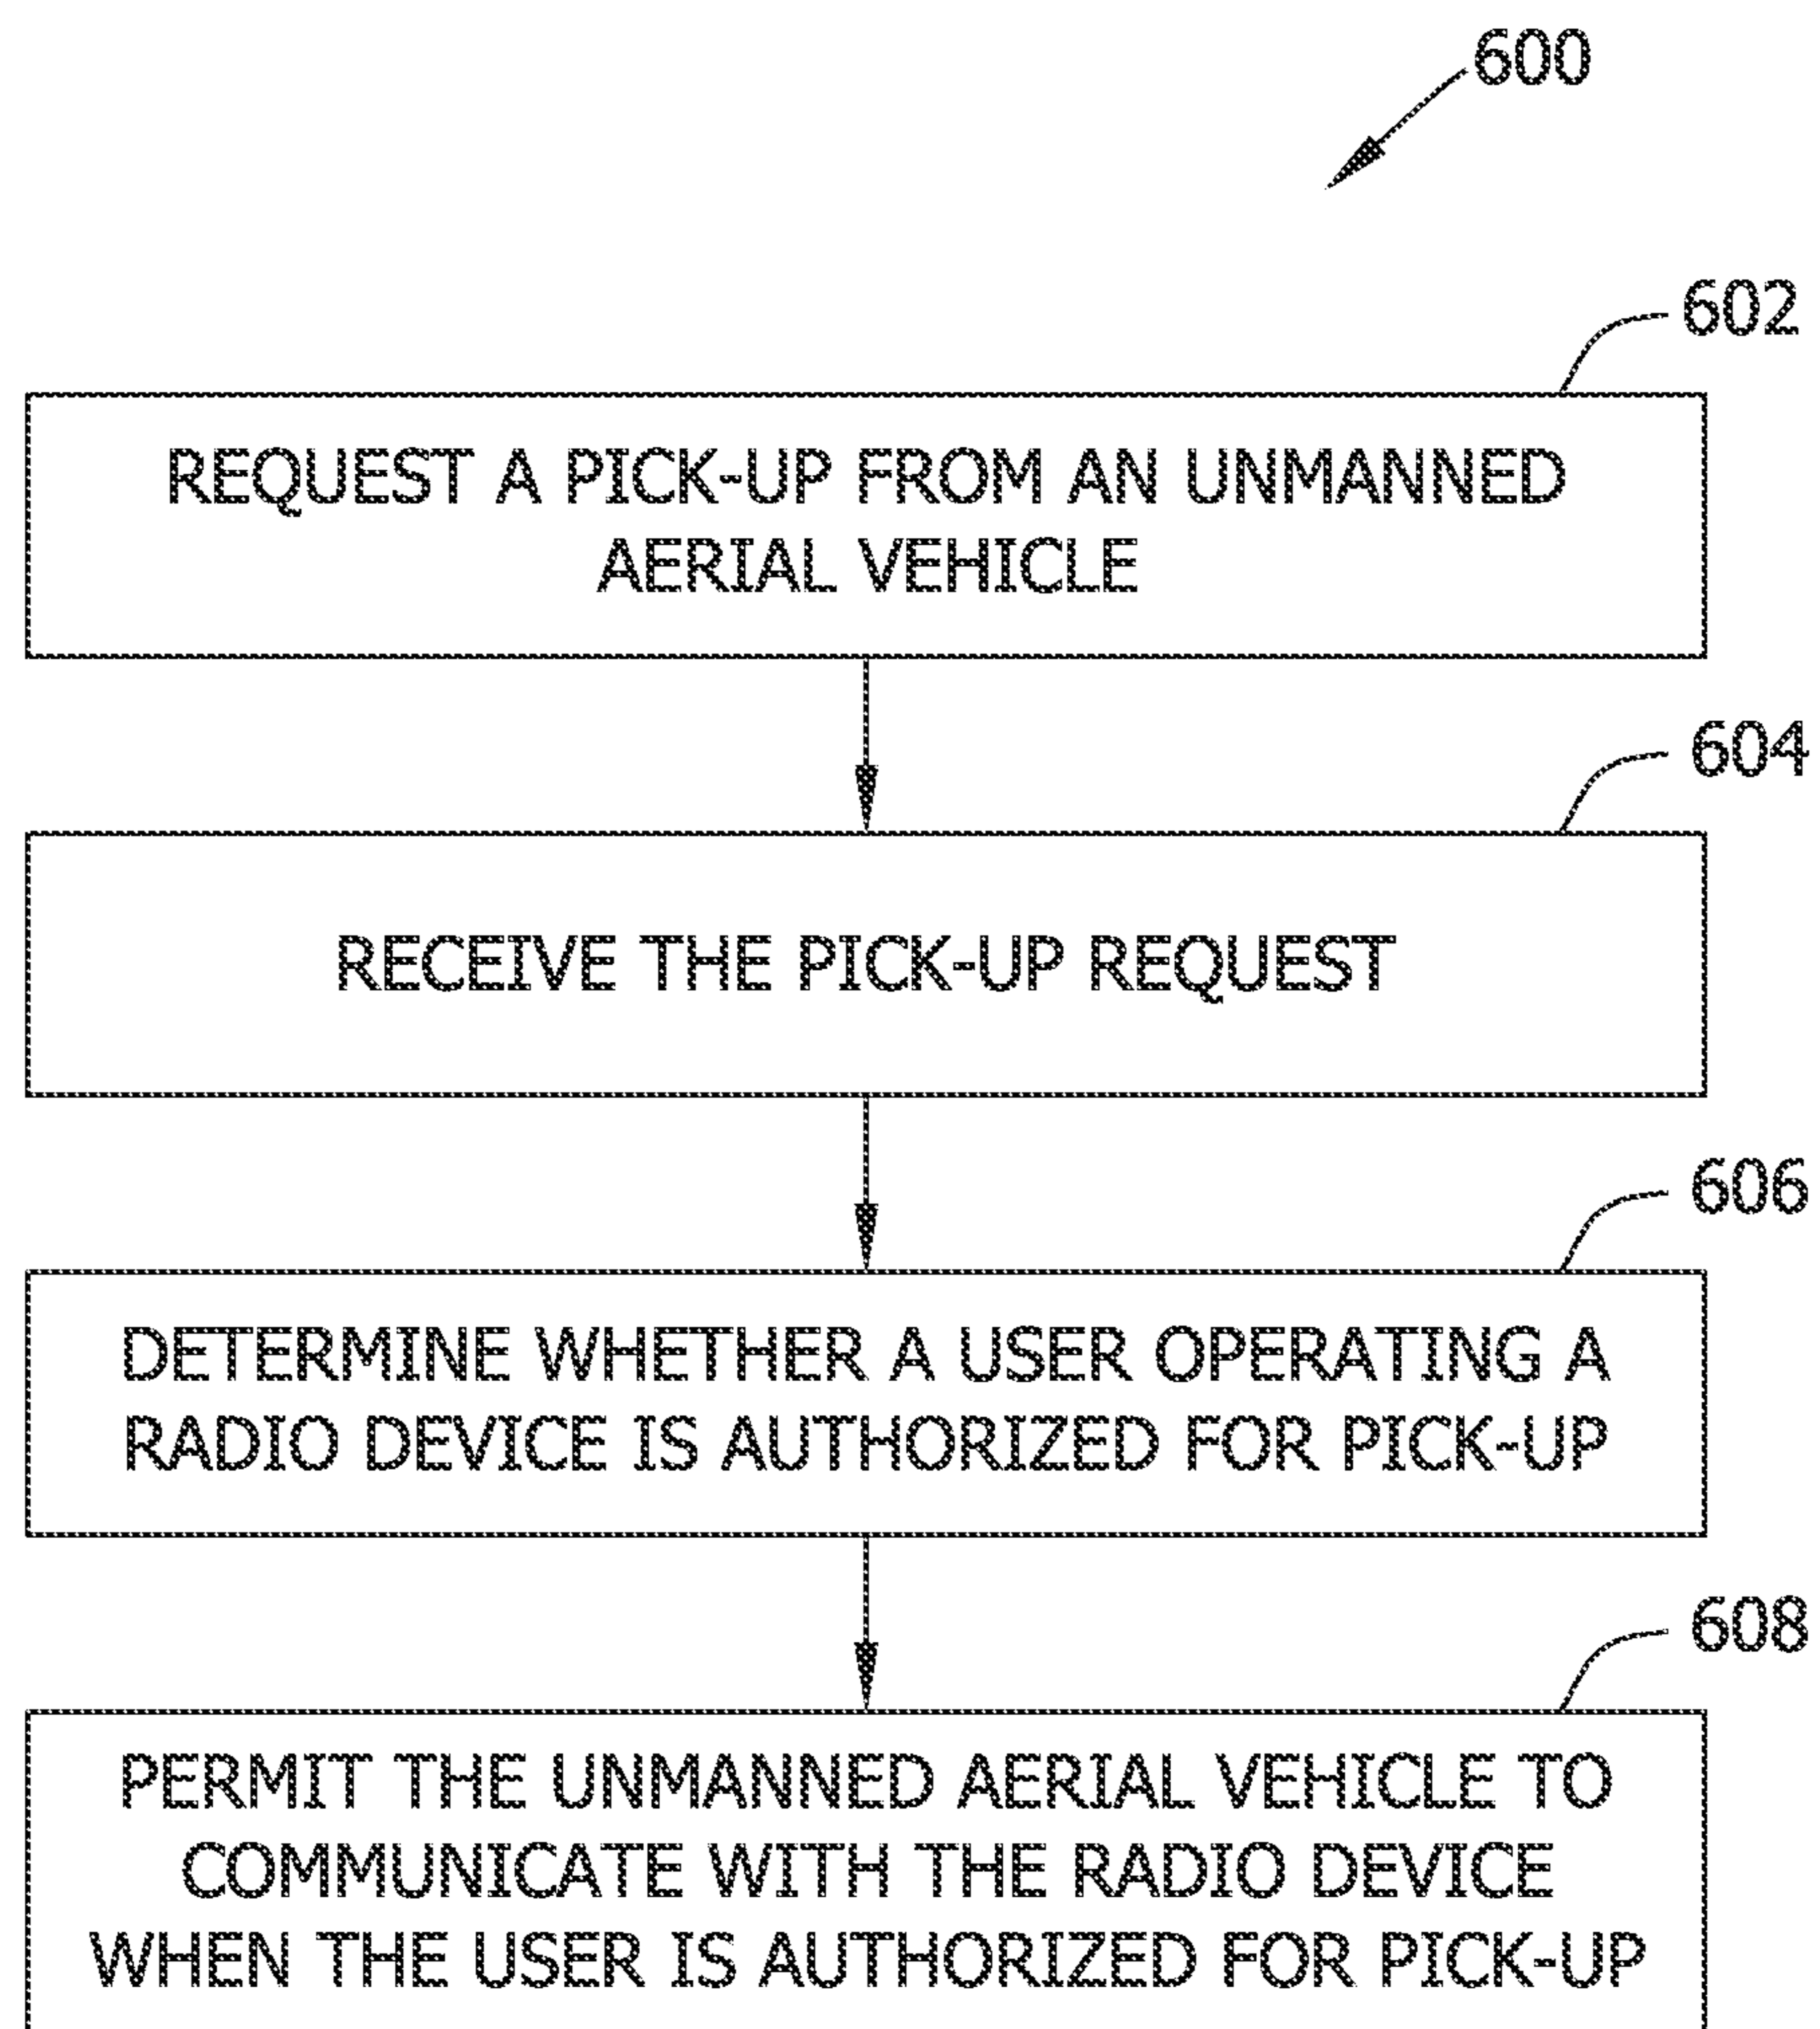 600
602
REQUEST A PICK-UP FROM AN UNMANNED
AERIAL VEHICLE
604
RECEIVE THE PICK-UP REQUEST
606
DETERMINE WHETHER A USER OPERATING A
RADIO DEVICE IS AUTHORIZED FOR PICK-UP
608
PERMIT THE UNMANNED AERIAL VEHICLE TO
COMMUNICATE WITH THE RADIO DEVICE
WHEN THE USER IS AUTHORIZED FOR PICK-UP